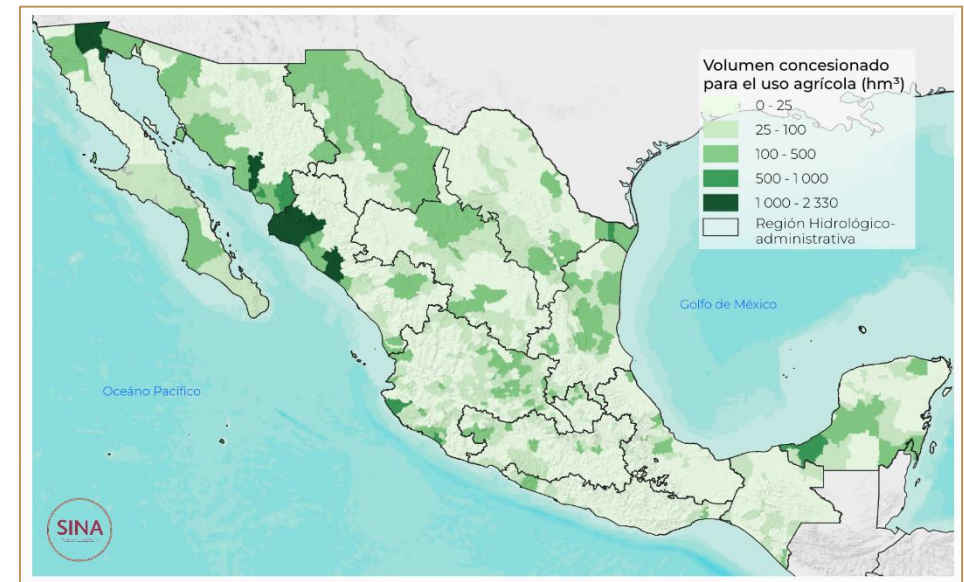 Volumen concesionado
para el uso agrícola (hm³)
0 - 25
25 - 100
100 - 500
500 - 1 000
1 000 - 2 330
Región Hidrológico-
administrativa
Golfo de México
Oceáno Pacífico
SINA